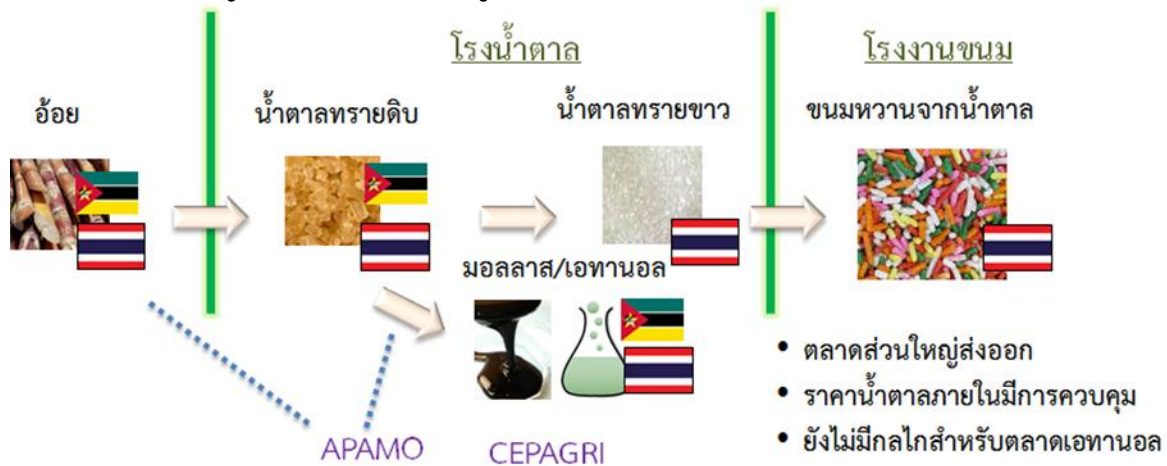 โรงน้ำตาล
โรงงานขนม
อ้อย
น้ำตาลทรายดิบ
น้ำตาลทรายขาว
ขนมหวานจากน้ำตาล
มอลลาส/เอทานอล
• ตลาดส่วนใหญ่ส่งออก
• ราคาน้ำตาลภายในมีการควบคุม
• ยังไม่มีกลไกสำหรับตลาดเอทานอล
APAMO
CEPAGRI